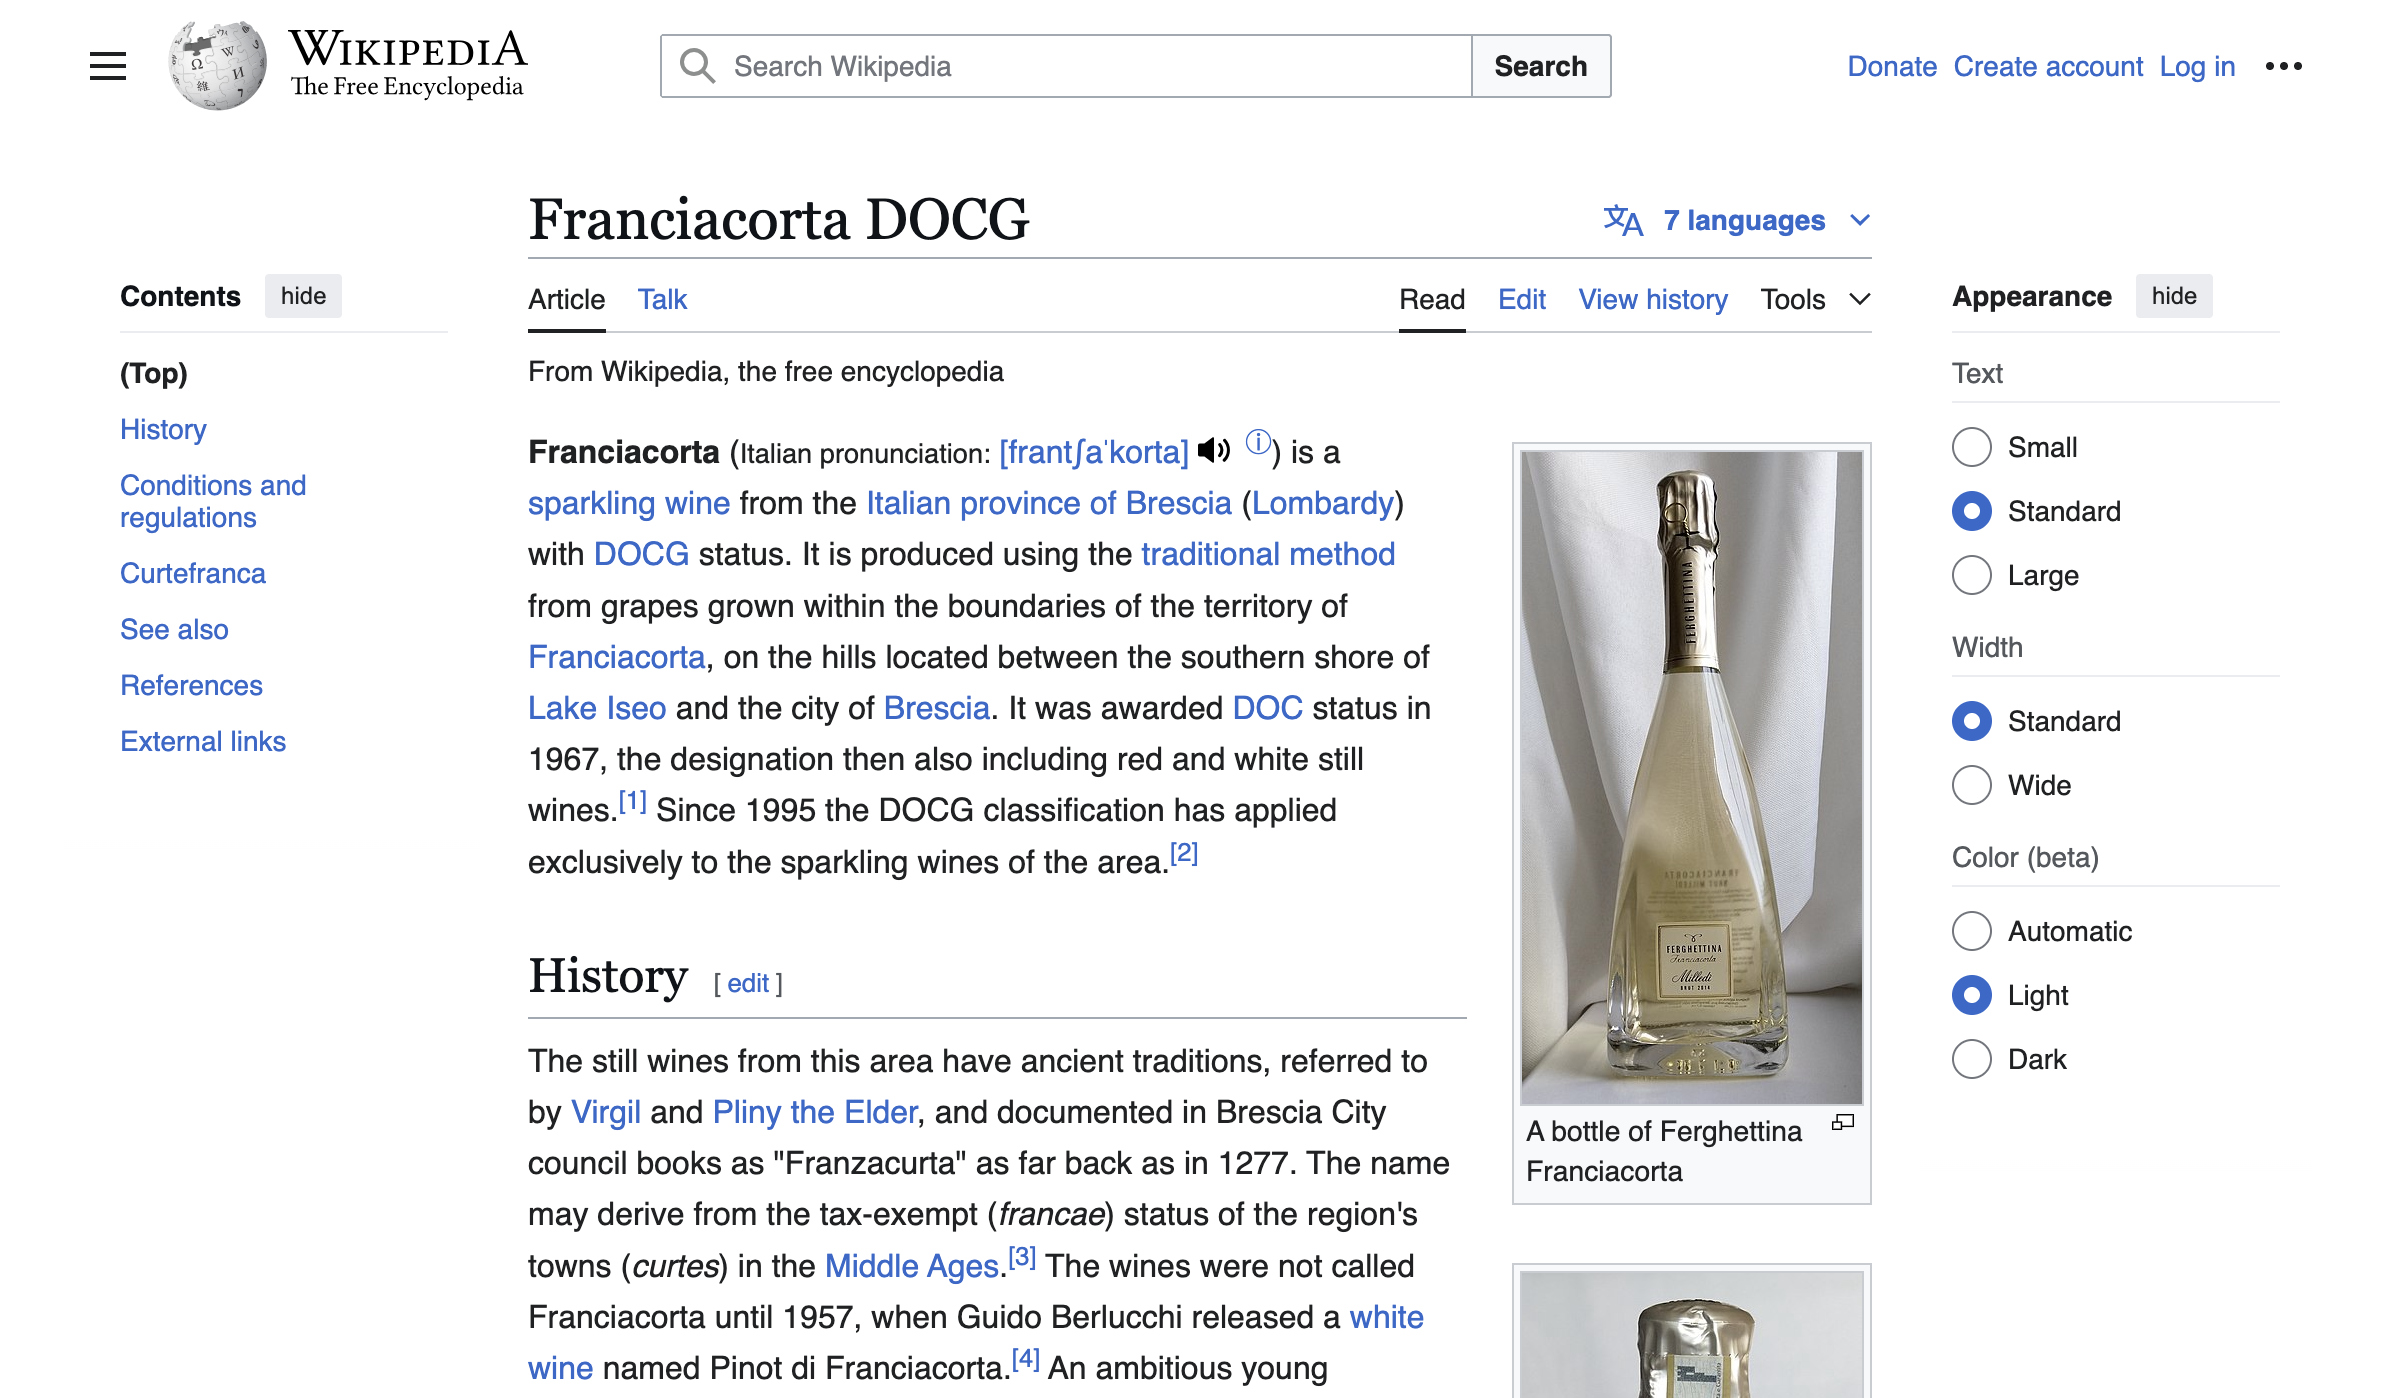 WIKIPEDIA
The Free Encyclopedia
Search Wikipedia
Search
Donate Create account Log in
Franciacorta DOCG
7 languages
Contents hide
(Top)
History
Conditions and
regulations
Curtefranca
See also
References
External links
Article Talk
Read Edit View history Tools
From Wikipedia, the free encyclopedia
Franciacorta (Italian pronunciation: [frantʃaˈkorta] ⓘ) is a
sparkling wine from the Italian province of Brescia (Lombardy)
with DOCG status. It is produced using the traditional method
from grapes grown within the boundaries of the territory of
Franciacorta, on the hills located between the southern shore of
Lake Iseo and the city of Brescia. It was awarded DOC status in
1967, the designation then also including red and white still
wines.[1] Since 1995 the DOCG classification has applied
exclusively to the sparkling wines of the area.[2]
History [ edit ]
The still wines from this area have ancient traditions, referred to
by Virgil and Pliny the Elder, and documented in Brescia City
council books as "Franzacurta" as far back as in 1277. The name
may derive from the tax-exempt (francae) status of the region's
towns (curtes) in the Middle Ages.[3] The wines were not called
Franciacorta until 1957, when Guido Berlucchi released a white
wine named Pinot di Franciacorta.[4] An ambitious young
FERGHETTINA
FERGHETTINA
Franciacorta
Milledi
A bottle of Ferghettina
Franciacorta
Appearance hide
Text
Small
Standard
Large
Width
Standard
Wide
Color (beta)
Automatic
Light
Dark